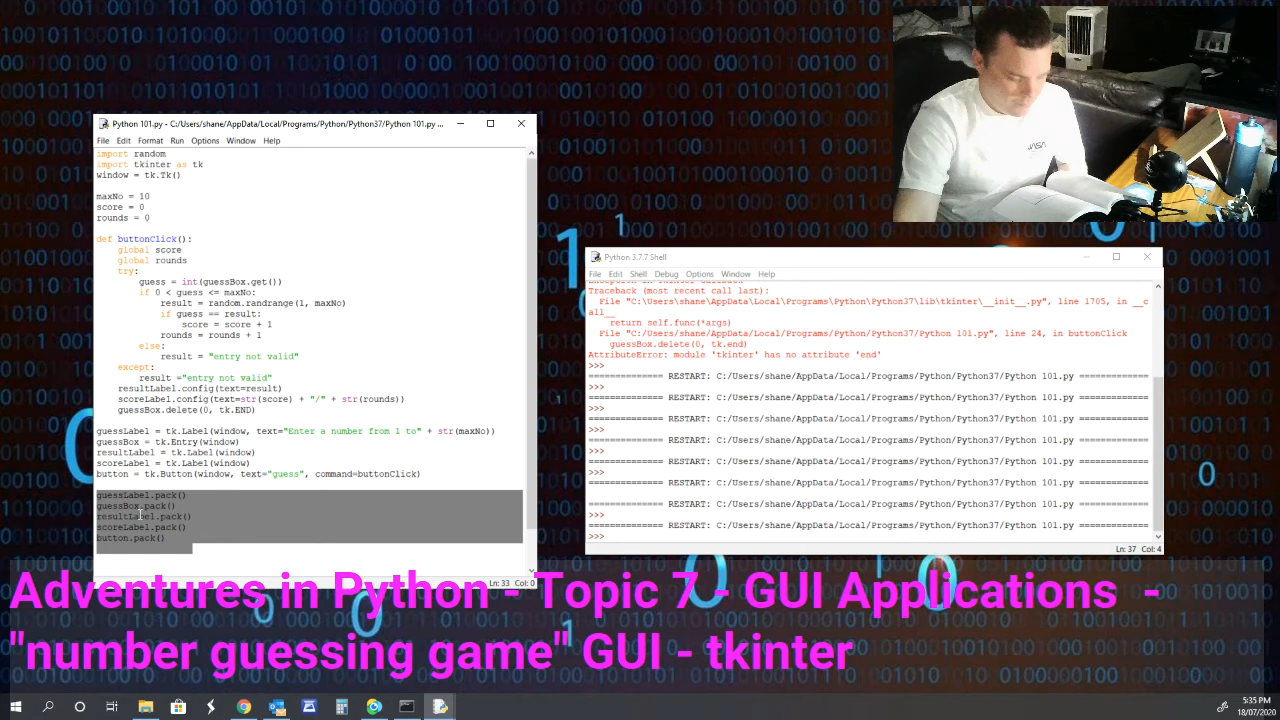 Python 101.py - C:/Users/shane/AppData/Local/Programs/Python/Python37/Python 101.py ...
File Edit Format Run Options Window Help
import random
import tkinter as tk
window = tk.Tk()
maxNo = 10
score = 0
rounds = 0
def buttonClick():
global score
global rounds
try:
guess = int(guessBox.get())
if 0 < guess <= maxNo:
result = random.randrange(1, maxNo)
if guess == result:
score = score + 1
rounds = rounds + 1
else:
result = "entry not valid"
except:
result ="entry not valid"
resultLabel.config(text=result)
scoreLabel.config(text=str(score) + "/" + str(rounds))
guessBox.delete(0, tk.END)
guessLabel = tk.Label(window, text="Enter a number from 1 to" + str(maxNo))
guessBox = tk.Entry(window)
resultLabel = tk.Label(window)
scoreLabel = tk.Label(window)
button = tk.Button(window, text="guess", command=buttonClick)
guessLabel.pack()
guessBox.pack()
resultLabel.pack()
scoreLabel.pack()
button.pack()
Ln: 33 Col: 0
Python 3.7.7 Shell
File Edit Shell Debug Options Window Help
Traceback (most recent call last):
File "C:\Users\shane\AppData\Local\Programs\Python\Python37\lib\tkinter\__init__.py", line 1705, in __c
all__
return self.func(*args)
File "C:/Users/shane/AppData/Local/Programs/Python/Python37/Python 101.py", line 24, in buttonClick
guessBox.delete(0, tk.end)
AttributeError: module 'tkinter' has no attribute 'end'
>>>
============= RESTART: C:/Users/shane/AppData/Local/Programs/Python/Python37/Python 101.py =============
>>>
============= RESTART: C:/Users/shane/AppData/Local/Programs/Python/Python37/Python 101.py =============
>>>
============= RESTART: C:/Users/shane/AppData/Local/Programs/Python/Python37/Python 101.py =============
>>>
============= RESTART: C:/Users/shane/AppData/Local/Programs/Python/Python37/Python 101.py =============
>>>
============= RESTART: C:/Users/shane/AppData/Local/Programs/Python/Python37/Python 101.py =============
>>>
============= RESTART: C:/Users/shane/AppData/Local/Programs/Python/Python37/Python 101.py =============
>>>
============= RESTART: C:/Users/shane/AppData/Local/Programs/Python/Python37/Python 101.py =============
>>>
============= RESTART: C:/Users/shane/AppData/Local/Programs/Python/Python37/Python 101.py =============
>>>
Ln: 37 Col: 4
Adventures in Python - Topic 7 - GUI Applications -
"number guessing game" GUI - tkinter
5:35 PM
18/07/2020